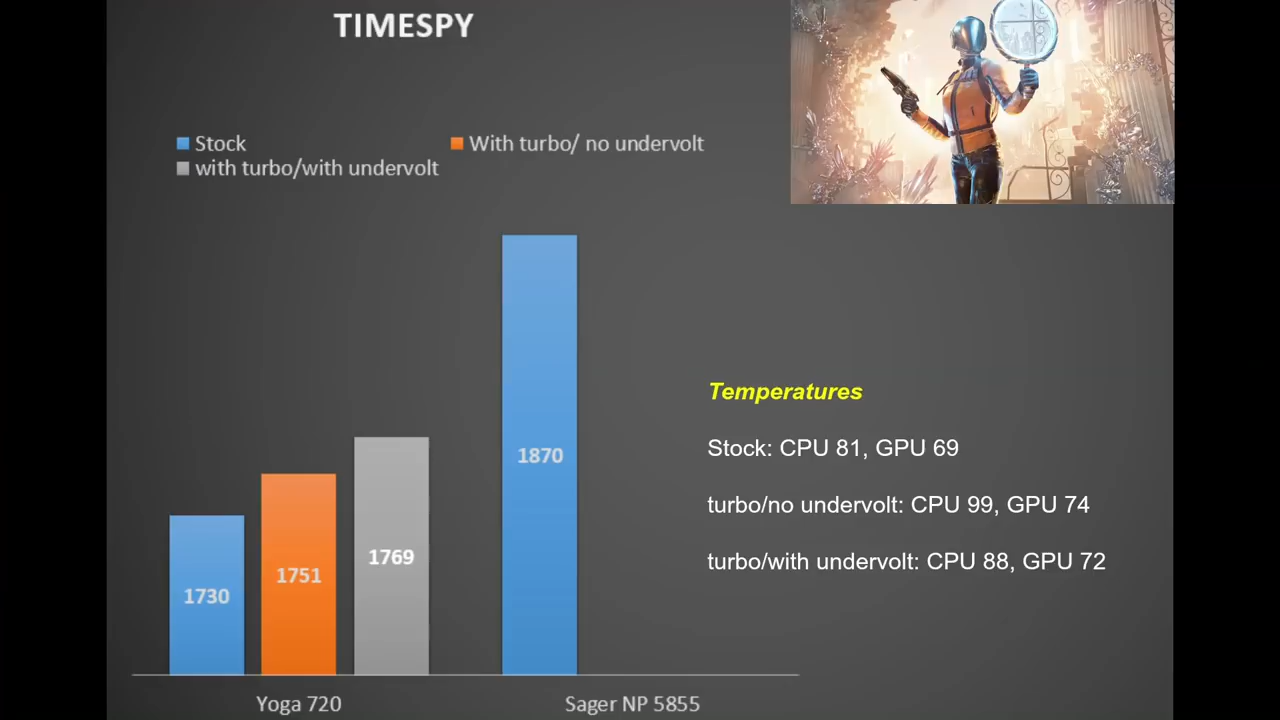 TIMESPY
Stock
With turbo/ no undervolt
with turbo/with undervolt
1870
1769
1751
1730
Temperatures
Stock: CPU 81, GPU 69
turbo/no undervolt: CPU 99, GPU 74
turbo/with undervolt: CPU 88, GPU 72
Yoga 720
Sager NP 5855